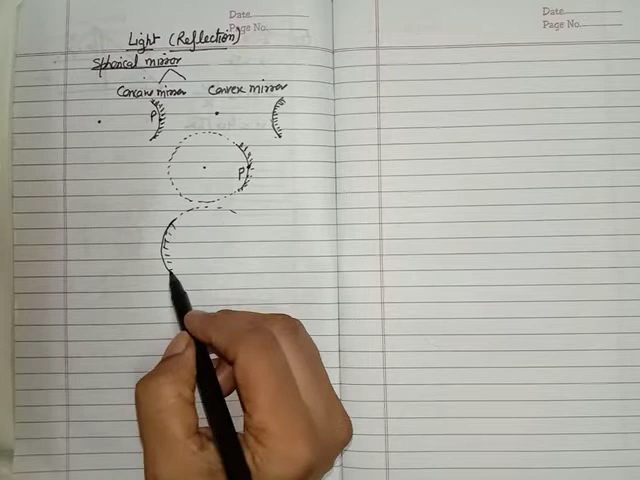 Date
Page No.
Date
Page No.
Light (Reflection)
Spherical mirror
Concave mirror Convex mirror
P
P